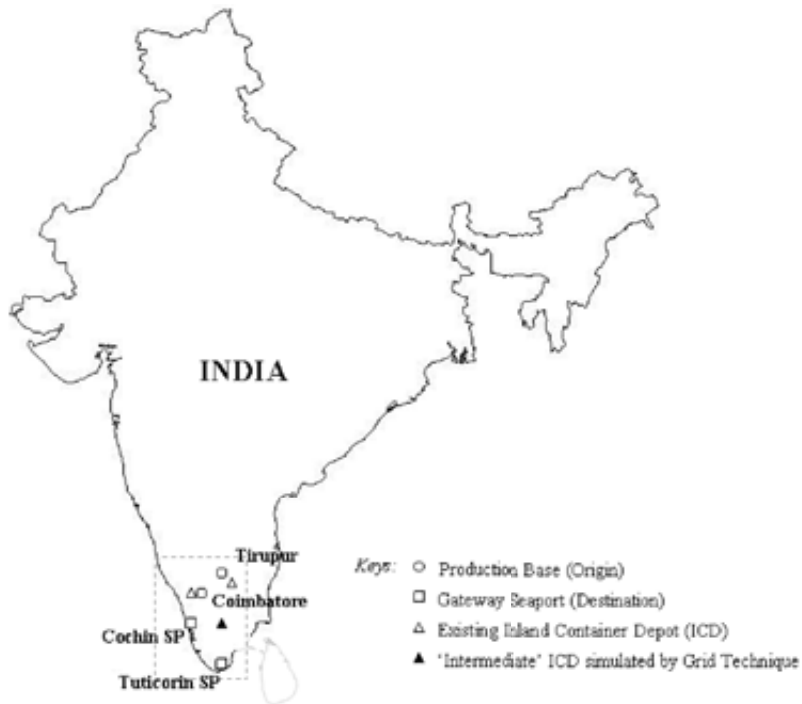 INDIA
Tirupur
Coimbatore
Cochin SP
Tuticorin SP
Keys:
Production Base (Origin)
Gateway Seaport (Destination)
Existing Inland Container Depot (ICD)
'Intermediate' ICD simulated by Grid Technique